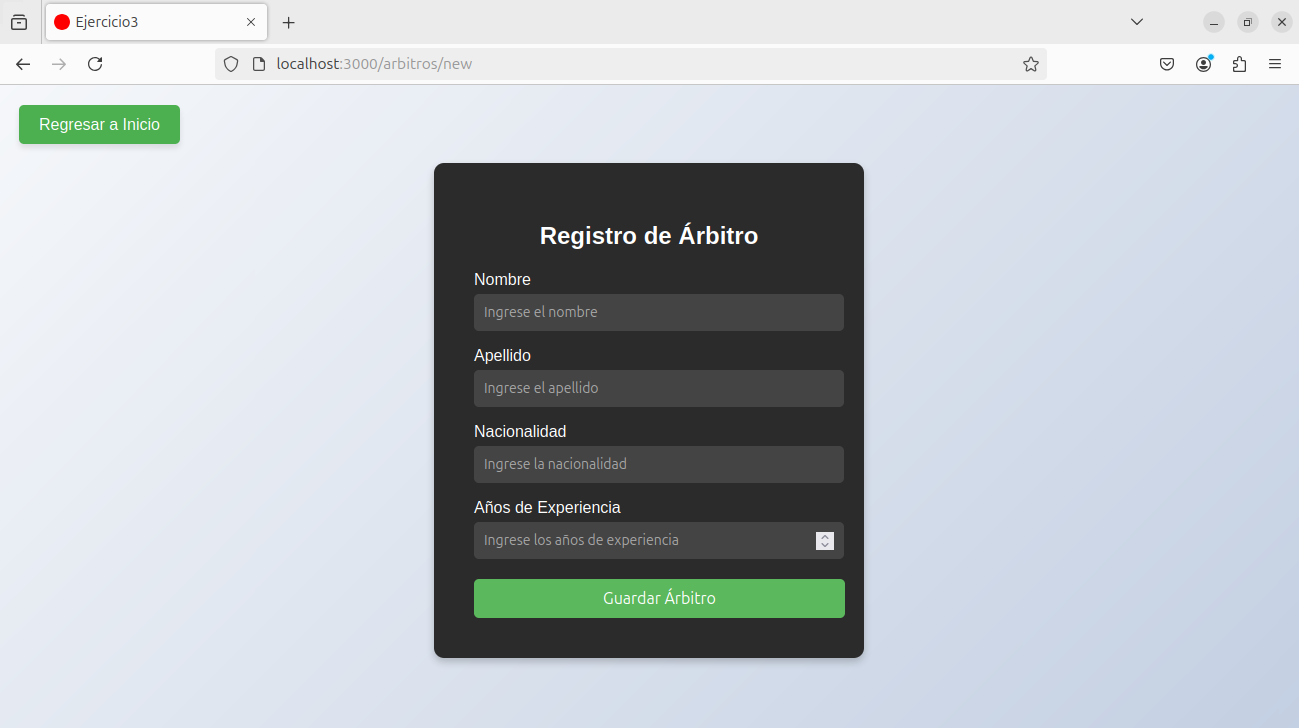 Ejercicio3
localhost:3000/arbitros/new
Regresar a Inicio
Registro de Árbitro
Nombre
Ingrese el nombre
Apellido
Ingrese el apellido
Nacionalidad
Ingrese la nacionalidad
Años de Experiencia
Ingrese los años de experiencia
Guardar Árbitro